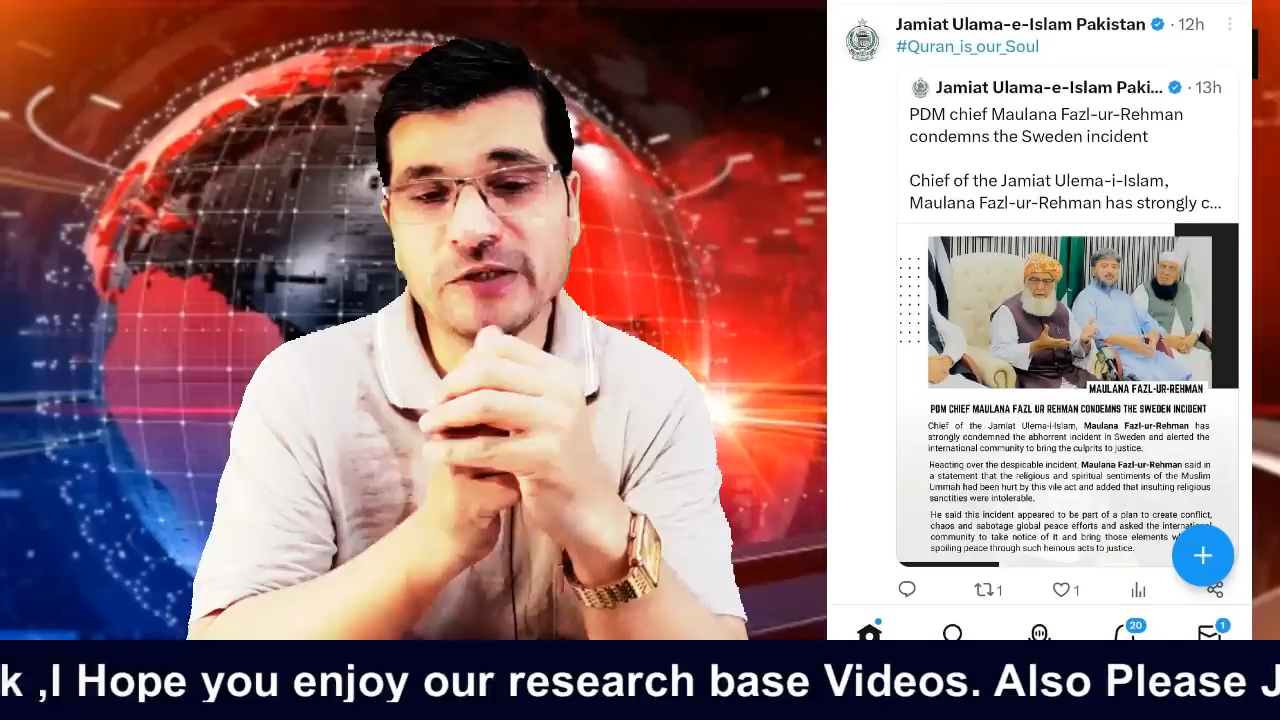 Jamiat Ulama-e-Islam Pakistan · 12h
#Quran_is_our_Soul
Jamiat Ulama-e-Islam Paki... · 13h
PDM chief Maulana Fazl-ur-Rehman
condemns the Sweden incident
Chief of the Jamiat Ulema-i-Islam,
Maulana Fazl-ur-Rehman has strongly c...
MAULANA FAZL-UR-REHMAN
PDM CHIEF MAULANA FAZL UR REHMAN CONDEMNS THE SWEDEN INCIDENT
Chief of the Jamiat Ulema-i-Islam, Maulana Fazl-ur-Rehman has
strongly condemned the abhorrent incident in Sweden and alerted the
international community to bring the culprits to justice.
Reacting over the despicable incident, Maulana Fazl-ur-Rehman said in
a statement that the religious and spiritual sentiments of the Muslim
Ummah had been hurt by this vile act and added that insulting religious
sanctities were intolerable.
He said this incident appeared to be part of a plan to create conflict,
chaos and sabotage global peace efforts and asked the international
community to take notice of it and bring those elements
spoiling peace through such heinous acts to justice.
1
1
20
1
k ,I Hope you enjoy our research base Videos. Also Please J